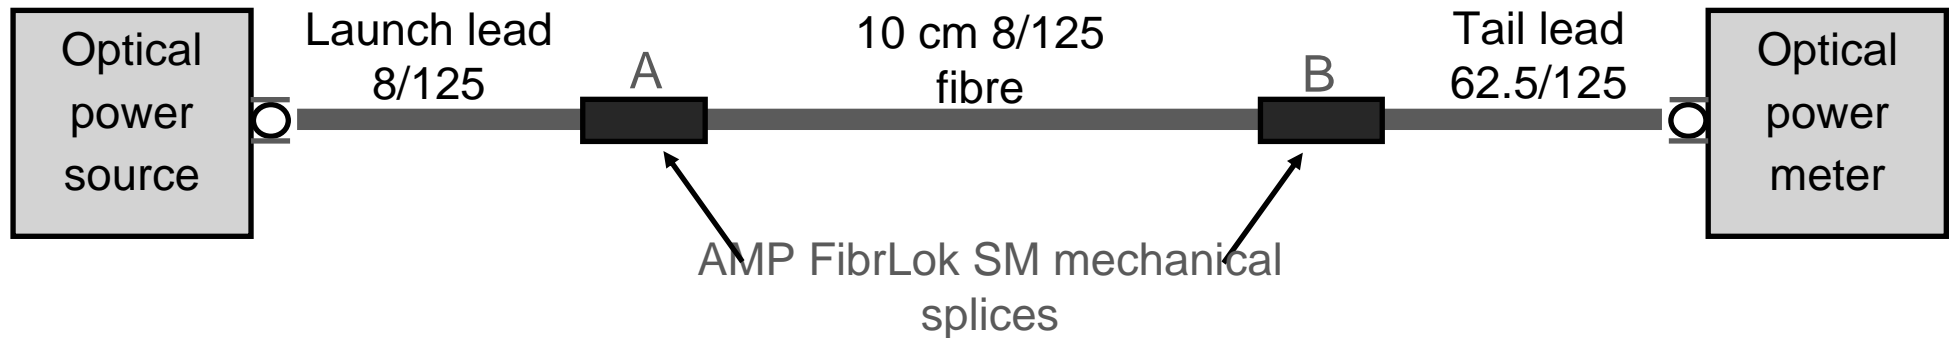 Optical
power
source
Launch lead
8/125
A
10 cm 8/125
fibre
B
Tail lead
62.5/125
Optical
power
meter
AMP FibrLok SM mechanical
splices